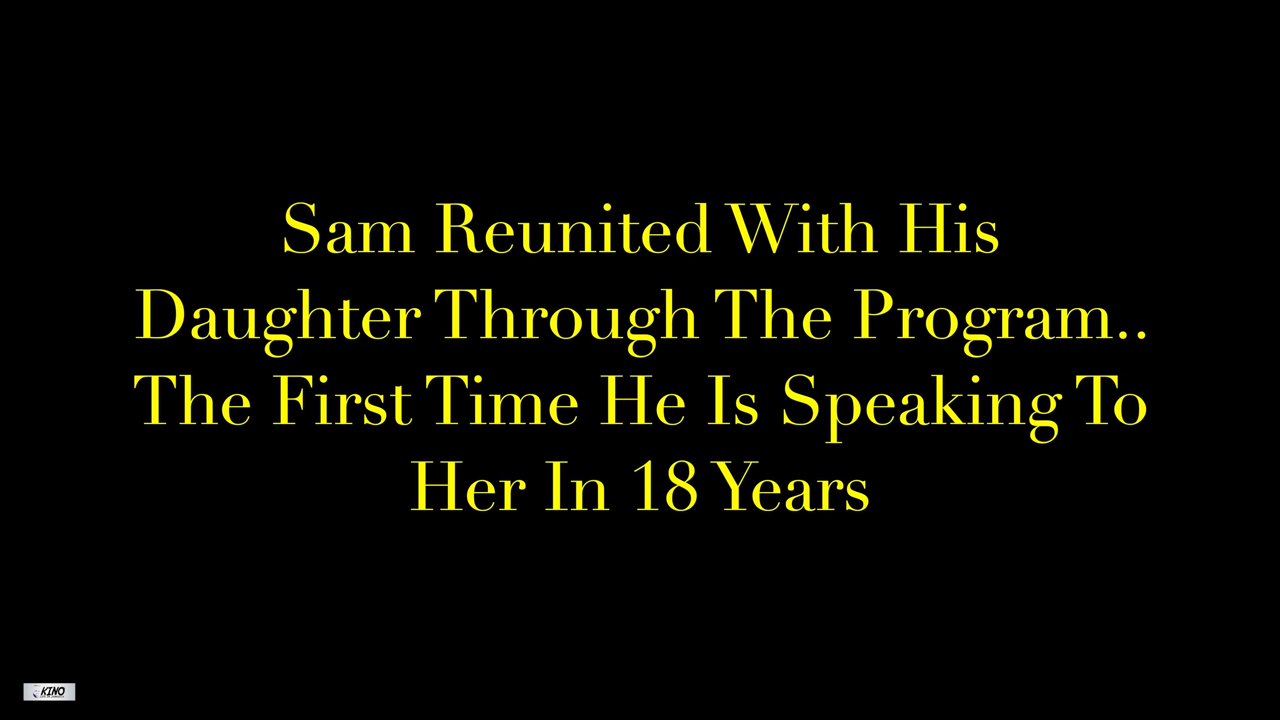 Sam Reunited With His
Daughter Through The Program..
The First Time He Is Speaking To
Her In 18 Years
KINO